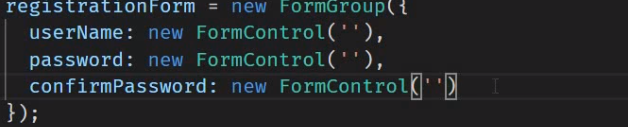 registrationForm = new FormGroup({
  userName: new FormControl(''),
  password: new FormControl(''),
  confirmPassword: new FormControl('')
});